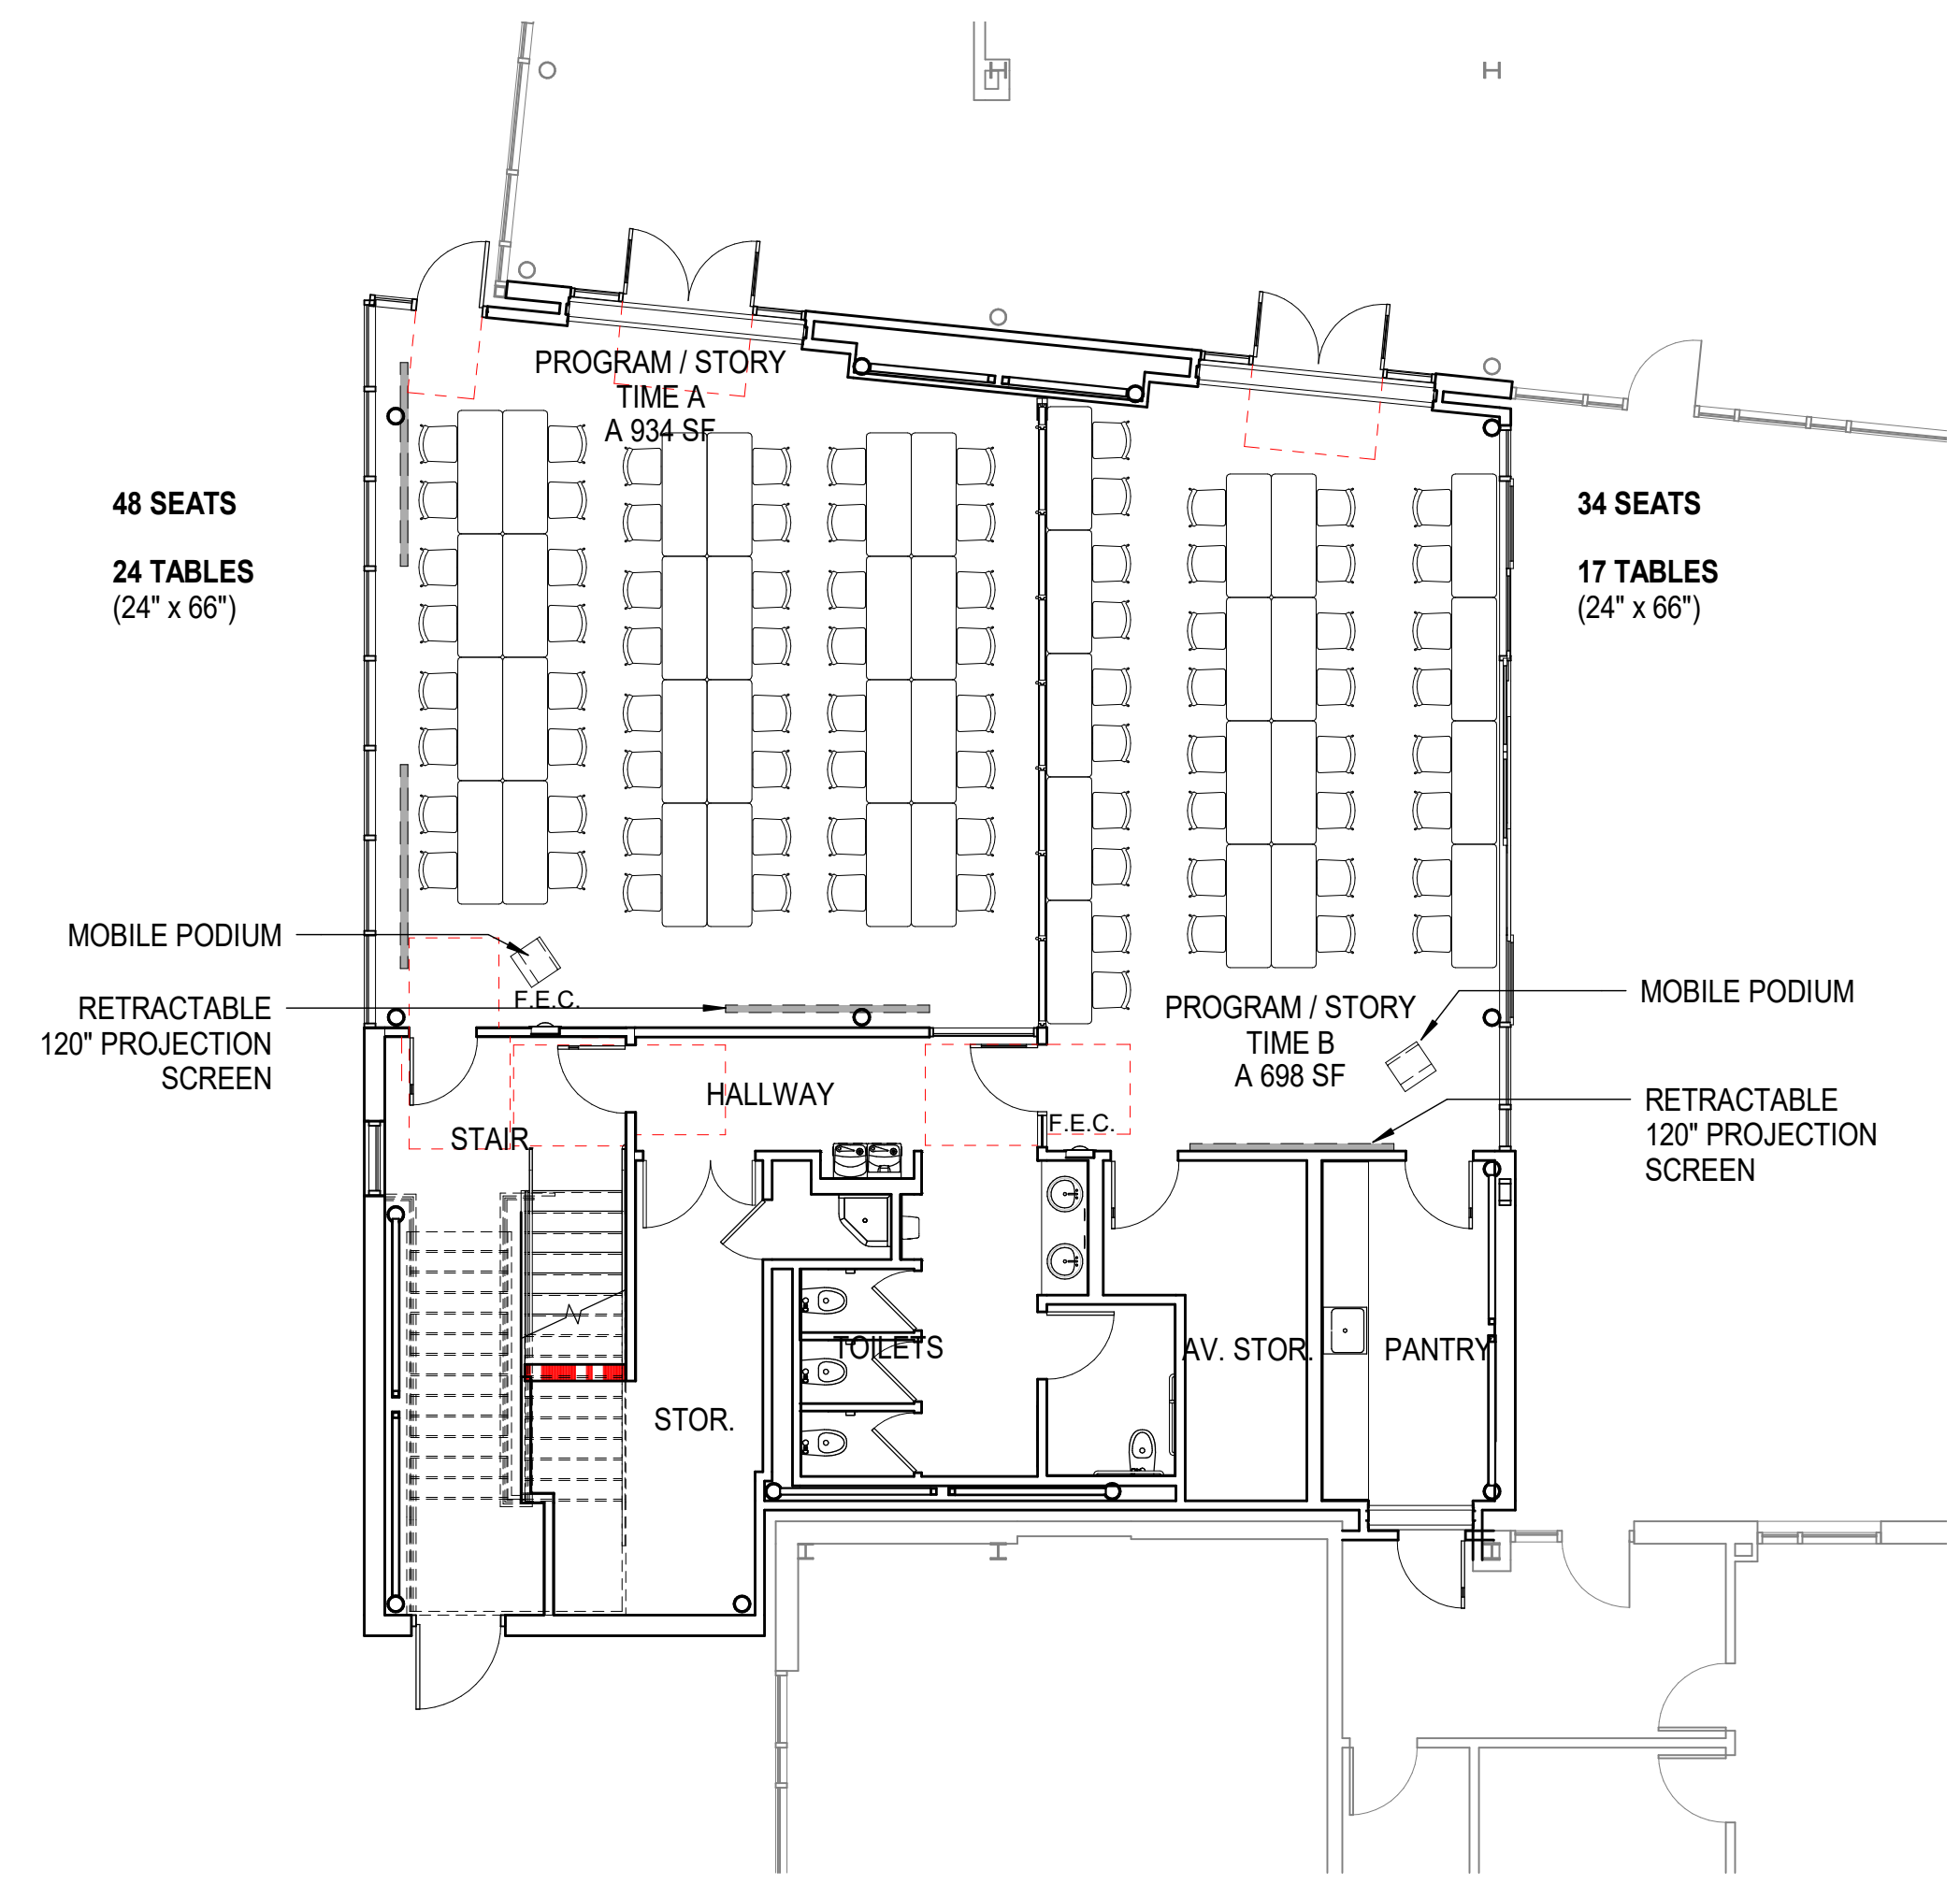 PROGRAM / STORY
TIME A
A 934 SF
48 SEATS
24 TABLES
(24" x 66")
34 SEATS
17 TABLES
(24" x 66")
MOBILE PODIUM
RETRACTABLE
120" PROJECTION
SCREEN
F.E.C.
PROGRAM / STORY
TIME B
A 698 SF
MOBILE PODIUM
RETRACTABLE
120" PROJECTION
SCREEN
HALLWAY
F.E.C.
STAIR
TOILETS
AV. STOR.
PANTRY
STOR.